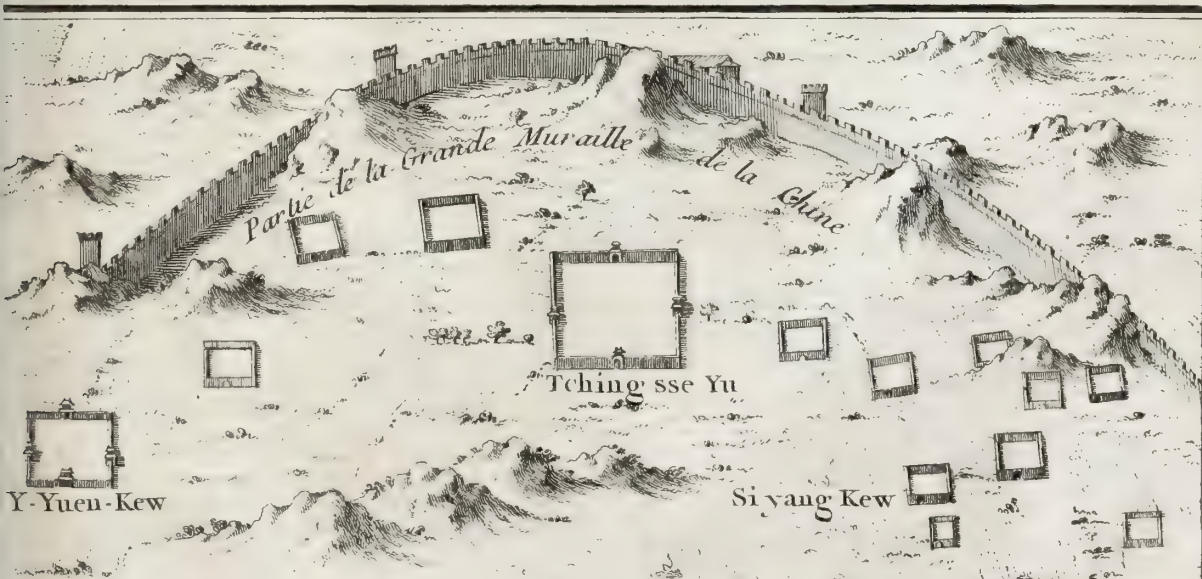 Partie de la Grande Muraille de la Chine
Tching sse Yu
Y-Yuen-Kew
Si yang Kew